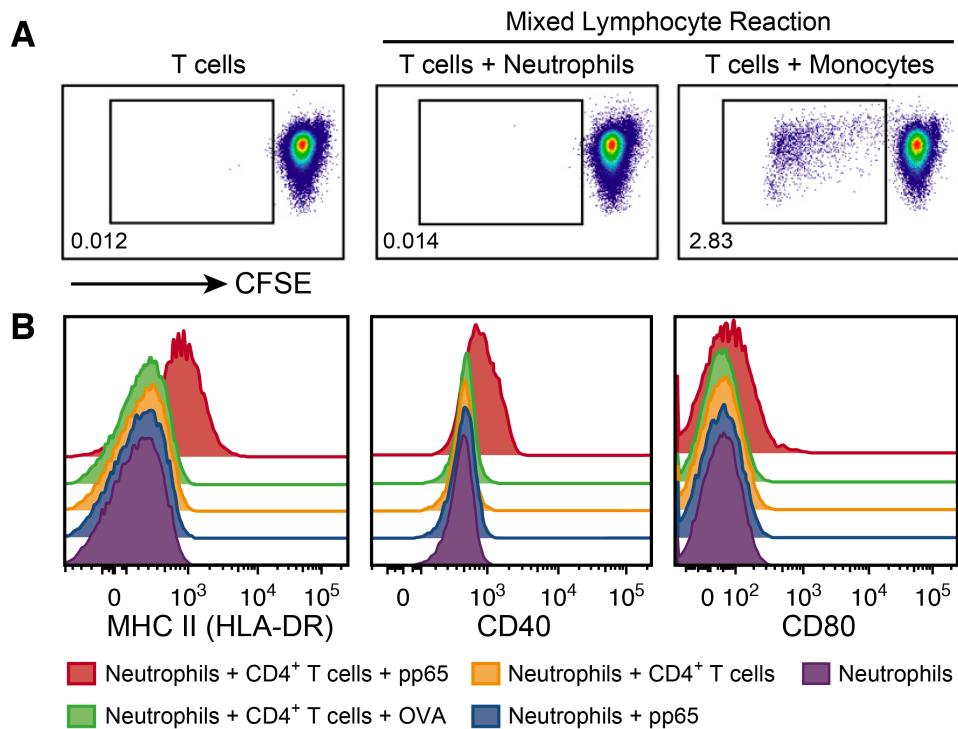 A
Mixed Lymphocyte Reaction
T cells
T cells + Neutrophils
T cells + Monocytes
0.012
0.014
2.83
CFSE
B
0 10³ 10⁴ 10⁵
0 10³ 10⁴ 10⁵
0 10² 10³ 10⁴ 10⁵
MHC II (HLA-DR)
CD40
CD80
Neutrophils + CD4⁺ T cells + pp65
Neutrophils + CD4⁺ T cells
Neutrophils
Neutrophils + CD4⁺ T cells + OVA
Neutrophils + pp65